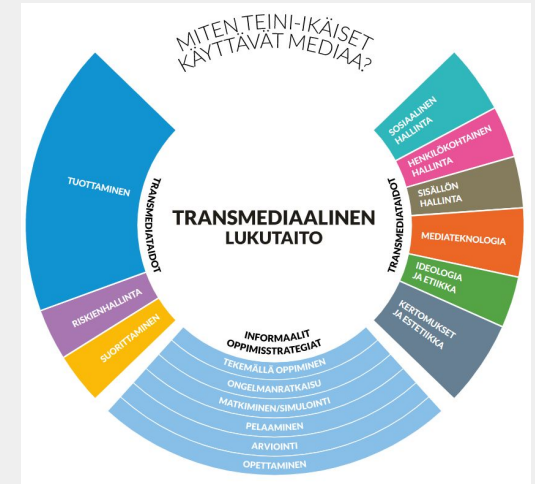 MITEN TEINI-IKÄISET
KÄYTTÄVÄT MEDIAA?
TUOTTAMINEN
RISKIENHALLINTA
SUORITTAMINEN
TRANSMEDIATAIDOT
TRANSMEDIAALINEN
LUKUTAITO
TRANSMEDIATAIDOT
SOSIAALINEN
HALLINTA
HENKILÖKOHTAINEN
HALLINTA
SISÄLLÖN
HALLINTA
MEDIATEKNOLOGIA
IDEOLOGIA
JA ETIIKKA
KERTOMUKSET
JA ESTETIIKKA
INFORMAALIT
OPPIMISSTRATEGIAT
TEKEMÄLLÄ OPPIMINEN
ONGELMANRATKAISU
MATKIMINEN/SIMULOINTI
PELAAMINEN
ARVIOINTI
OPETTAMINEN